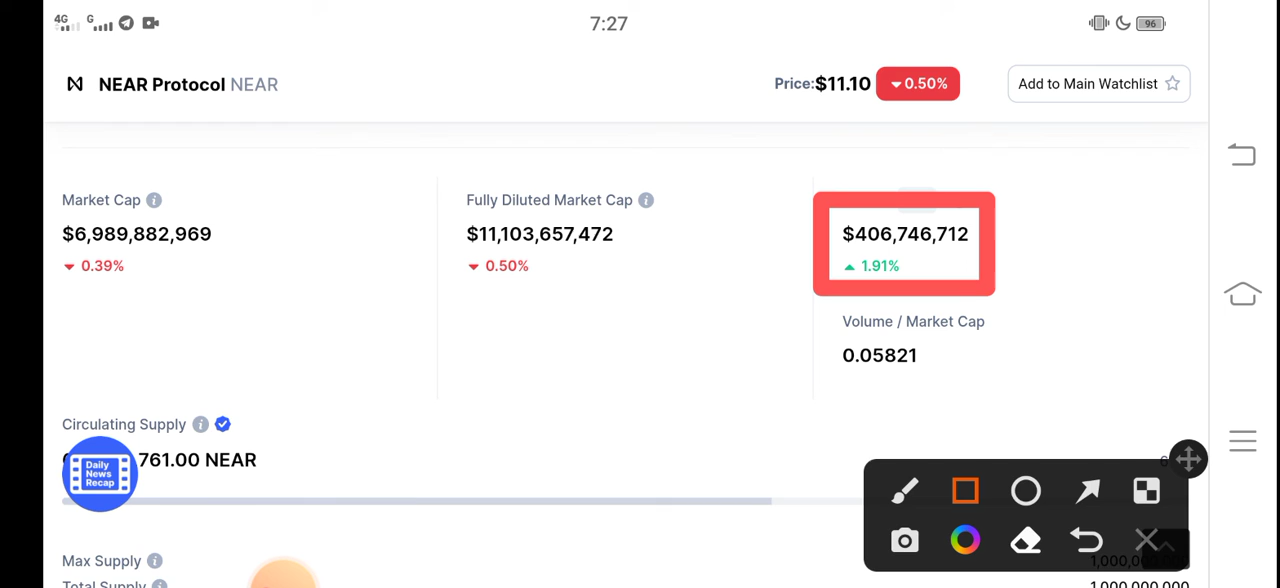 4G G 7:27 96
NEAR Protocol NEAR
Price:$11.10 0.50%
Add to Main Watchlist
Market Cap
$6,989,882,969
0.39%
Fully Diluted Market Cap
$11,103,657,472
0.50%
$406,746,712
1.91%
Volume / Market Cap
0.05821
Circulating Supply
761.00 NEAR
Daily
News
Recap
Max Supply
Total Supply
1,000,000,000